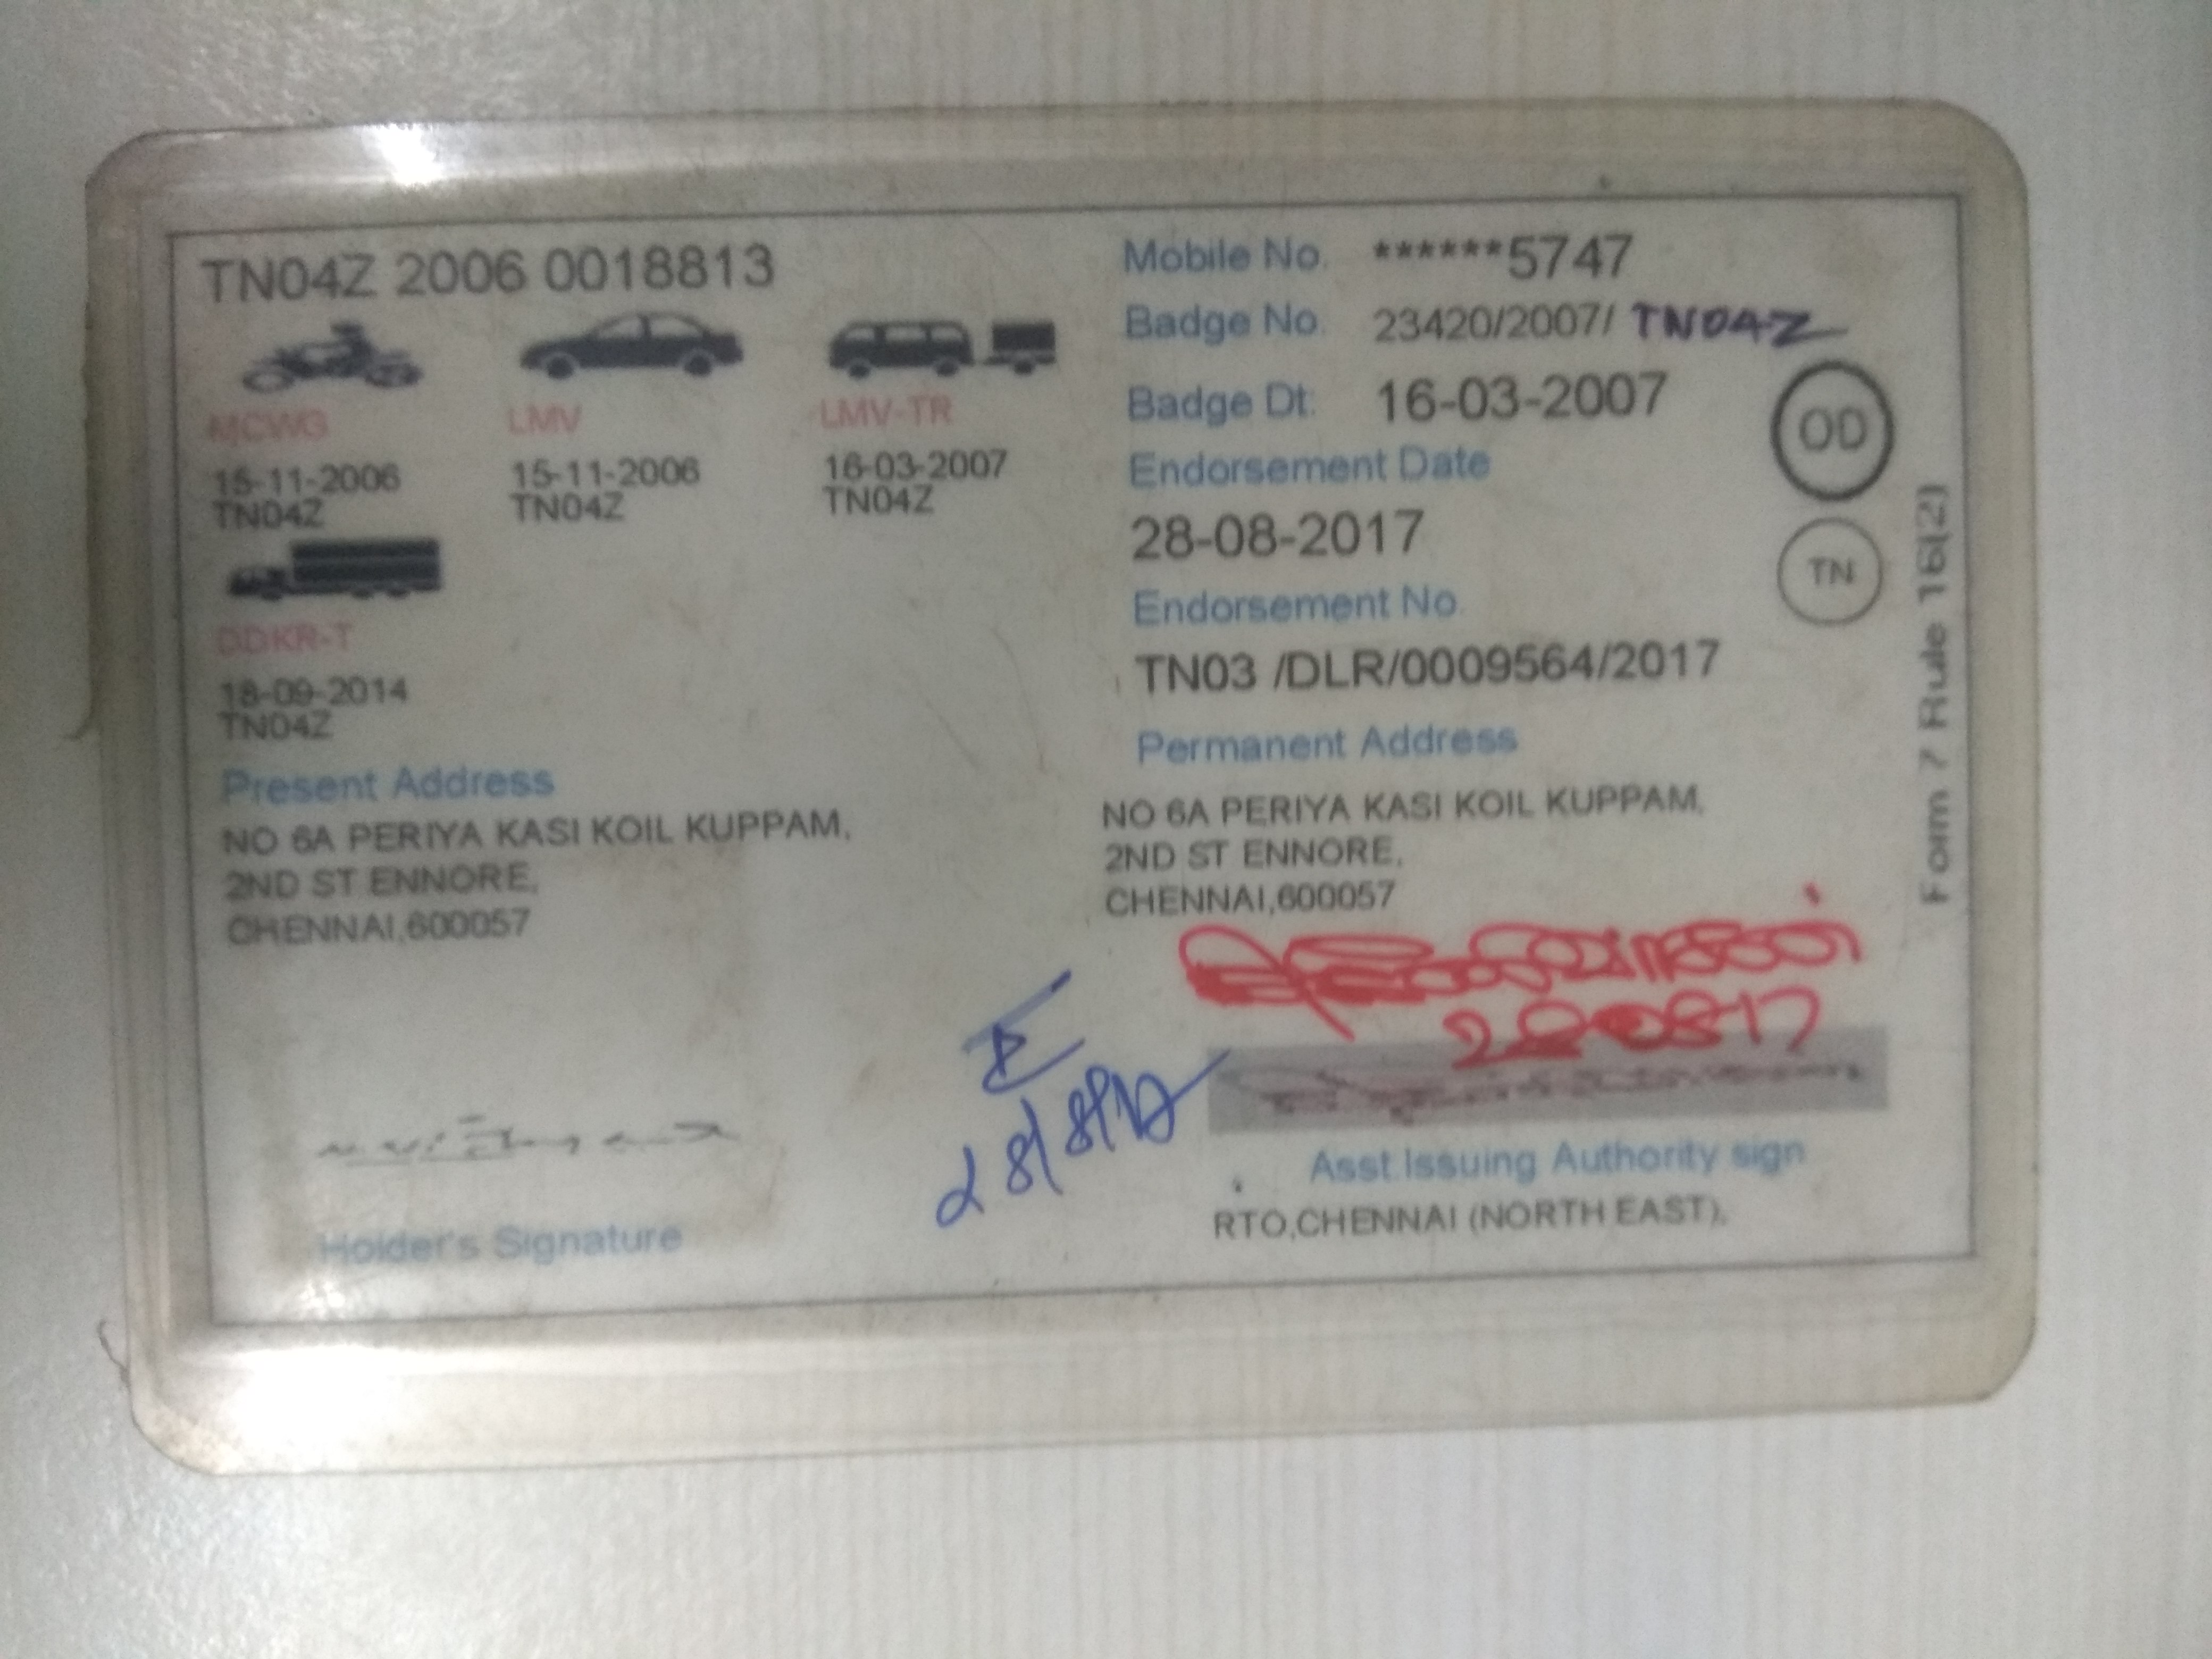 TN04Z 2006 0018813
MCWG LMV LMV-TR
15-11-2006 15-11-2006 16-03-2007
TN04Z TN04Z TN04Z
DDKR-T
18-09-2014
TN04Z
Present Address
NO 6A PERIYA KASI KOIL KUPPAM,
2ND ST ENNORE,
CHENNAI,600057
Holder's Signature
Mobile No. ******5747
Badge No. 23420/2007/ TN04Z
Badge Dt: 16-03-2007
OD
Endorsement Date
28-08-2017
TN
Endorsement No.
TN03 /DLR/0009564/2017
Permanent Address
NO 6A PERIYA KASI KOIL KUPPAM,
2ND ST ENNORE,
CHENNAI,600057
28/8/17
Asst.Issuing Authority sign
RTO,CHENNAI (NORTH EAST),
Form 7 Rule 16(2)